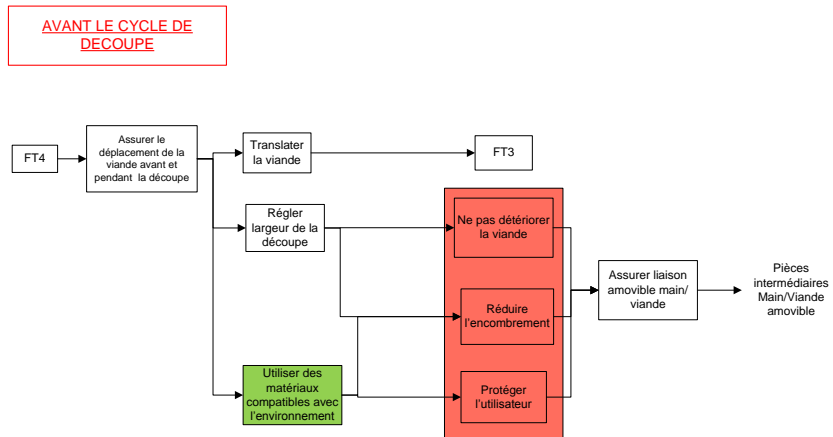 AVANT LE CYCLE DE
DECOUPE
FT4
Assurer le
déplacement de la
viande avant et
pendant la découpe
Translater
la viande
FT3
Régler
largeur de la
découpe
Ne pas détériorer
la viande
Réduire
l'encombrement
Assurer liaison
amovible main/
viande
Pièces
intermédiaires
Main/Viande
amovible
Utiliser des
matériaux
compatibles avec
l'environnement
Protéger
l'utilisateur